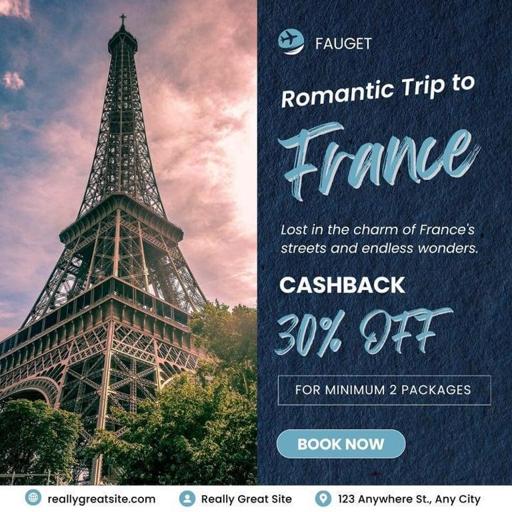 FAUGET
Romantic Trip to
France
Lost in the charm of France's
streets and endless wonders.
CASHBACK
30% OFF
FOR MINIMUM 2 PACKAGES
BOOK NOW
reallygreatsite.com
Really Great Site
123 Anywhere St., Any City